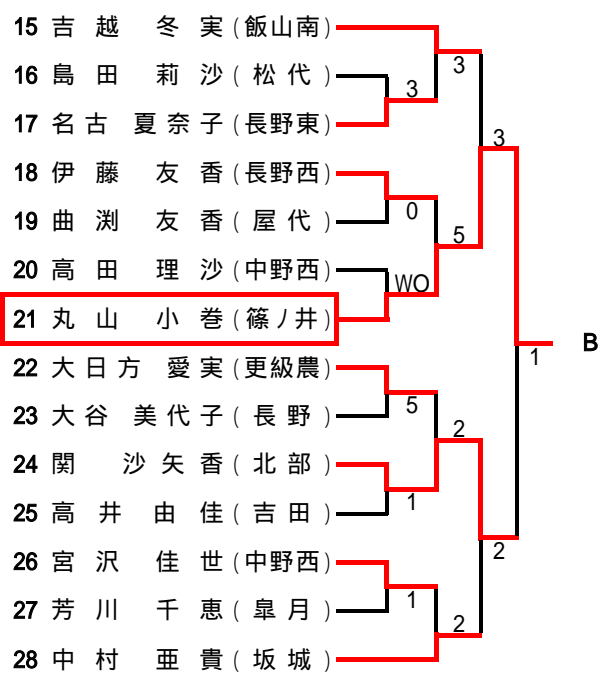 15 吉越 冬実 (飯山南)
3
16 島田 莉沙 (松代)
3
17 名古 夏奈子 (長野東)
3
18 伊藤 友香 (長野西)
0
19 曲渕 友香 (屋代)
5
20 高田 理沙 (中野西)
WO
21 丸山 小巻 (篠ノ井)
B
1
22 大日方 愛実 (更級農)
5
23 大谷 美代子 (長野)
2
24 関 沙矢香 (北部)
1
25 高井 由佳 (吉田)
2
26 宮沢 佳世 (中野西)
1
27 芳川 千恵 (皐月)
2
28 中村 亜貴 (坂城)